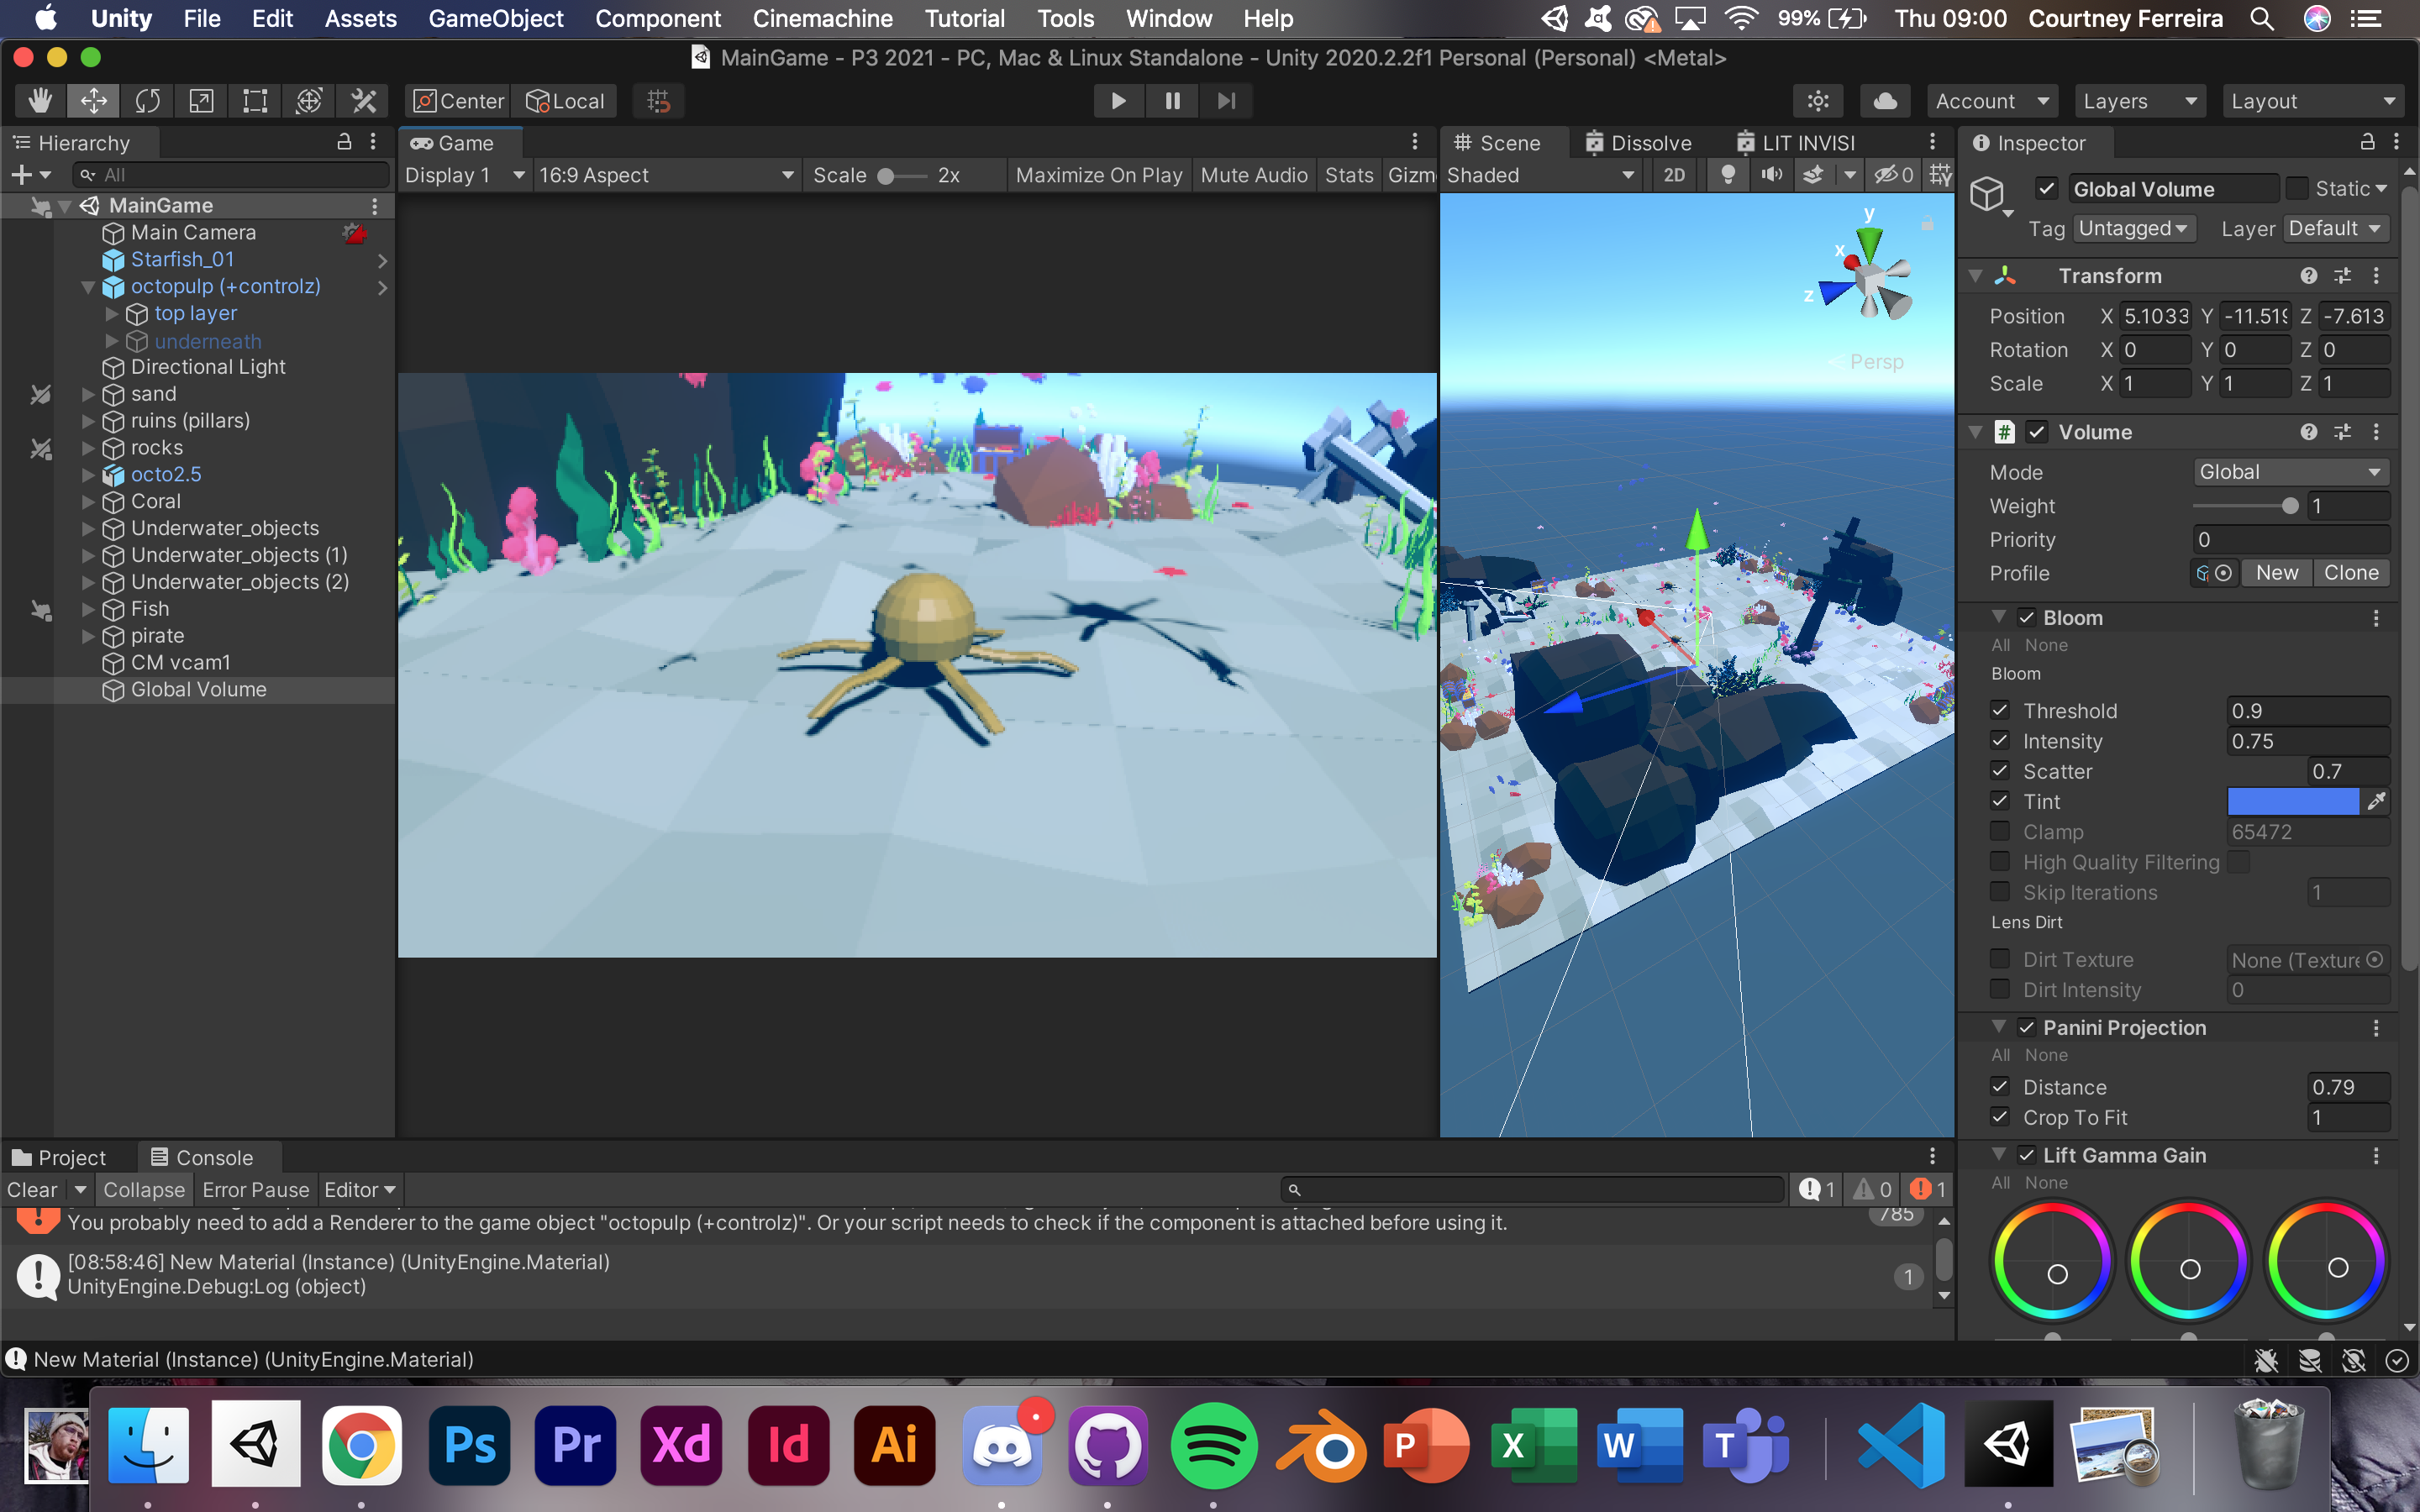 Unity File Edit Assets GameObject Component Cinemachine Tutorial Tools Window Help 99% Thu 09:00 Courtney Ferreira
MainGame - P3 2021 - PC, Mac & Linux Standalone - Unity 2020.2.2f1 Personal (Personal) <Metal>
Center Local Account Layers Layout
Hierarchy
All
MainGame
Main Camera
Starfish_01
octopulp (+controlz)
top layer
underneath
Directional Light
sand
ruins (pillars)
rocks
octo2.5
Coral
Underwater_objects
Underwater_objects (1)
Underwater_objects (2)
Fish
pirate
CM vcam1
Global Volume
Game
Display 1 16:9 Aspect Scale 2x Maximize On Play Mute Audio Stats Gizm
Scene Dissolve LIT INVISI
Shaded 2D 0
y
x
z
Persp
Inspector
Global Volume Static
Tag Untagged Layer Default
Transform
Position X 5.1033 Y -11.519 Z -7.613
Rotation X 0 Y 0 Z 0
Scale X 1 Y 1 Z 1
# Volume
Mode Global
Weight 1
Priority 0
Profile New Clone
Bloom
All None
Bloom
Threshold 0.9
Intensity 0.75
Scatter 0.7
Tint
Clamp 65472
High Quality Filtering
Skip Iterations 1
Lens Dirt
Dirt Texture None (Texture
Dirt Intensity 0
Panini Projection
All None
Distance 0.79
Crop To Fit 1
Lift Gamma Gain
All None
Project Console
Clear Collapse Error Pause Editor 1 0 1
You probably need to add a Renderer to the game object "octopulp (+controlz)". Or your script needs to check if the component is attached before using it. 785
[08:58:46] New Material (Instance) (UnityEngine.Material)
UnityEngine.Debug:Log (object) 1
New Material (Instance) (UnityEngine.Material)
Ps Pr Xd Id Ai P X W T